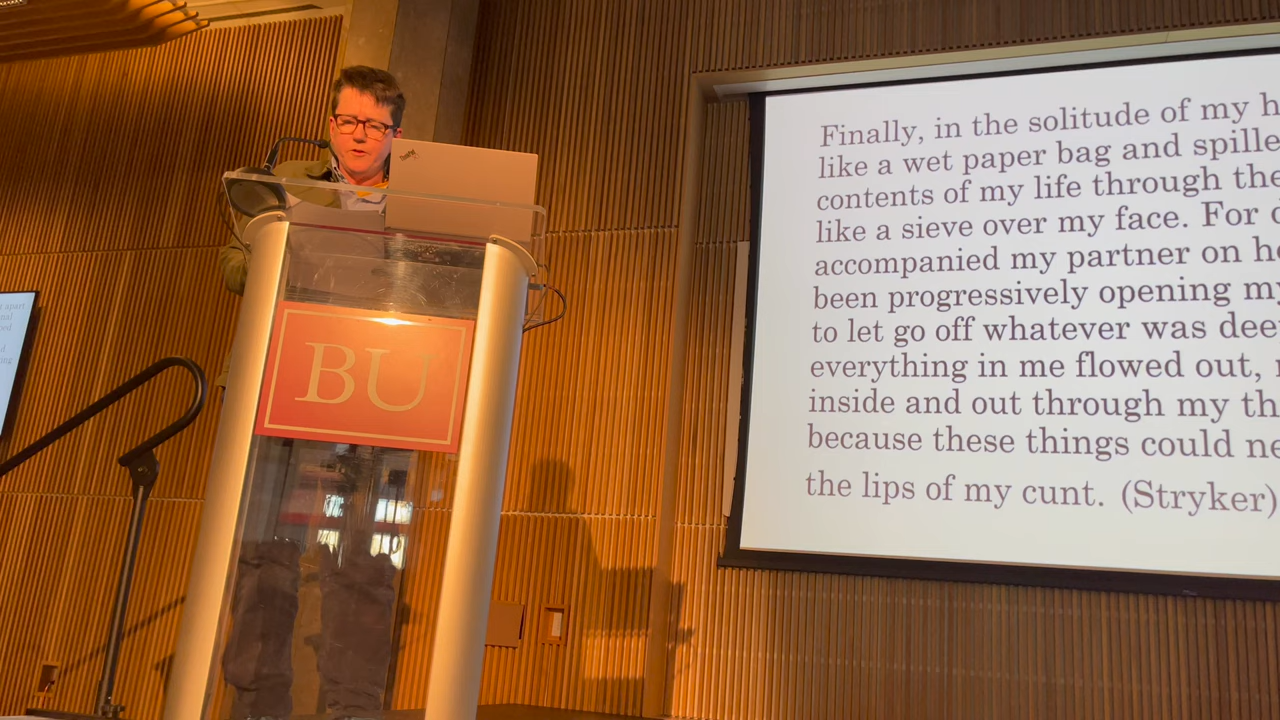 Finally, in the solitude of my h
like a wet paper bag and spille
contents of my life through the
like a sieve over my face. For
accompanied my partner on he
been progressively opening my
to let go off whatever was dee
everything in me flowed out,
inside and out through my th
because these things could ne
the lips of my cunt. (Stryker)
BU
ThinkPad
apart